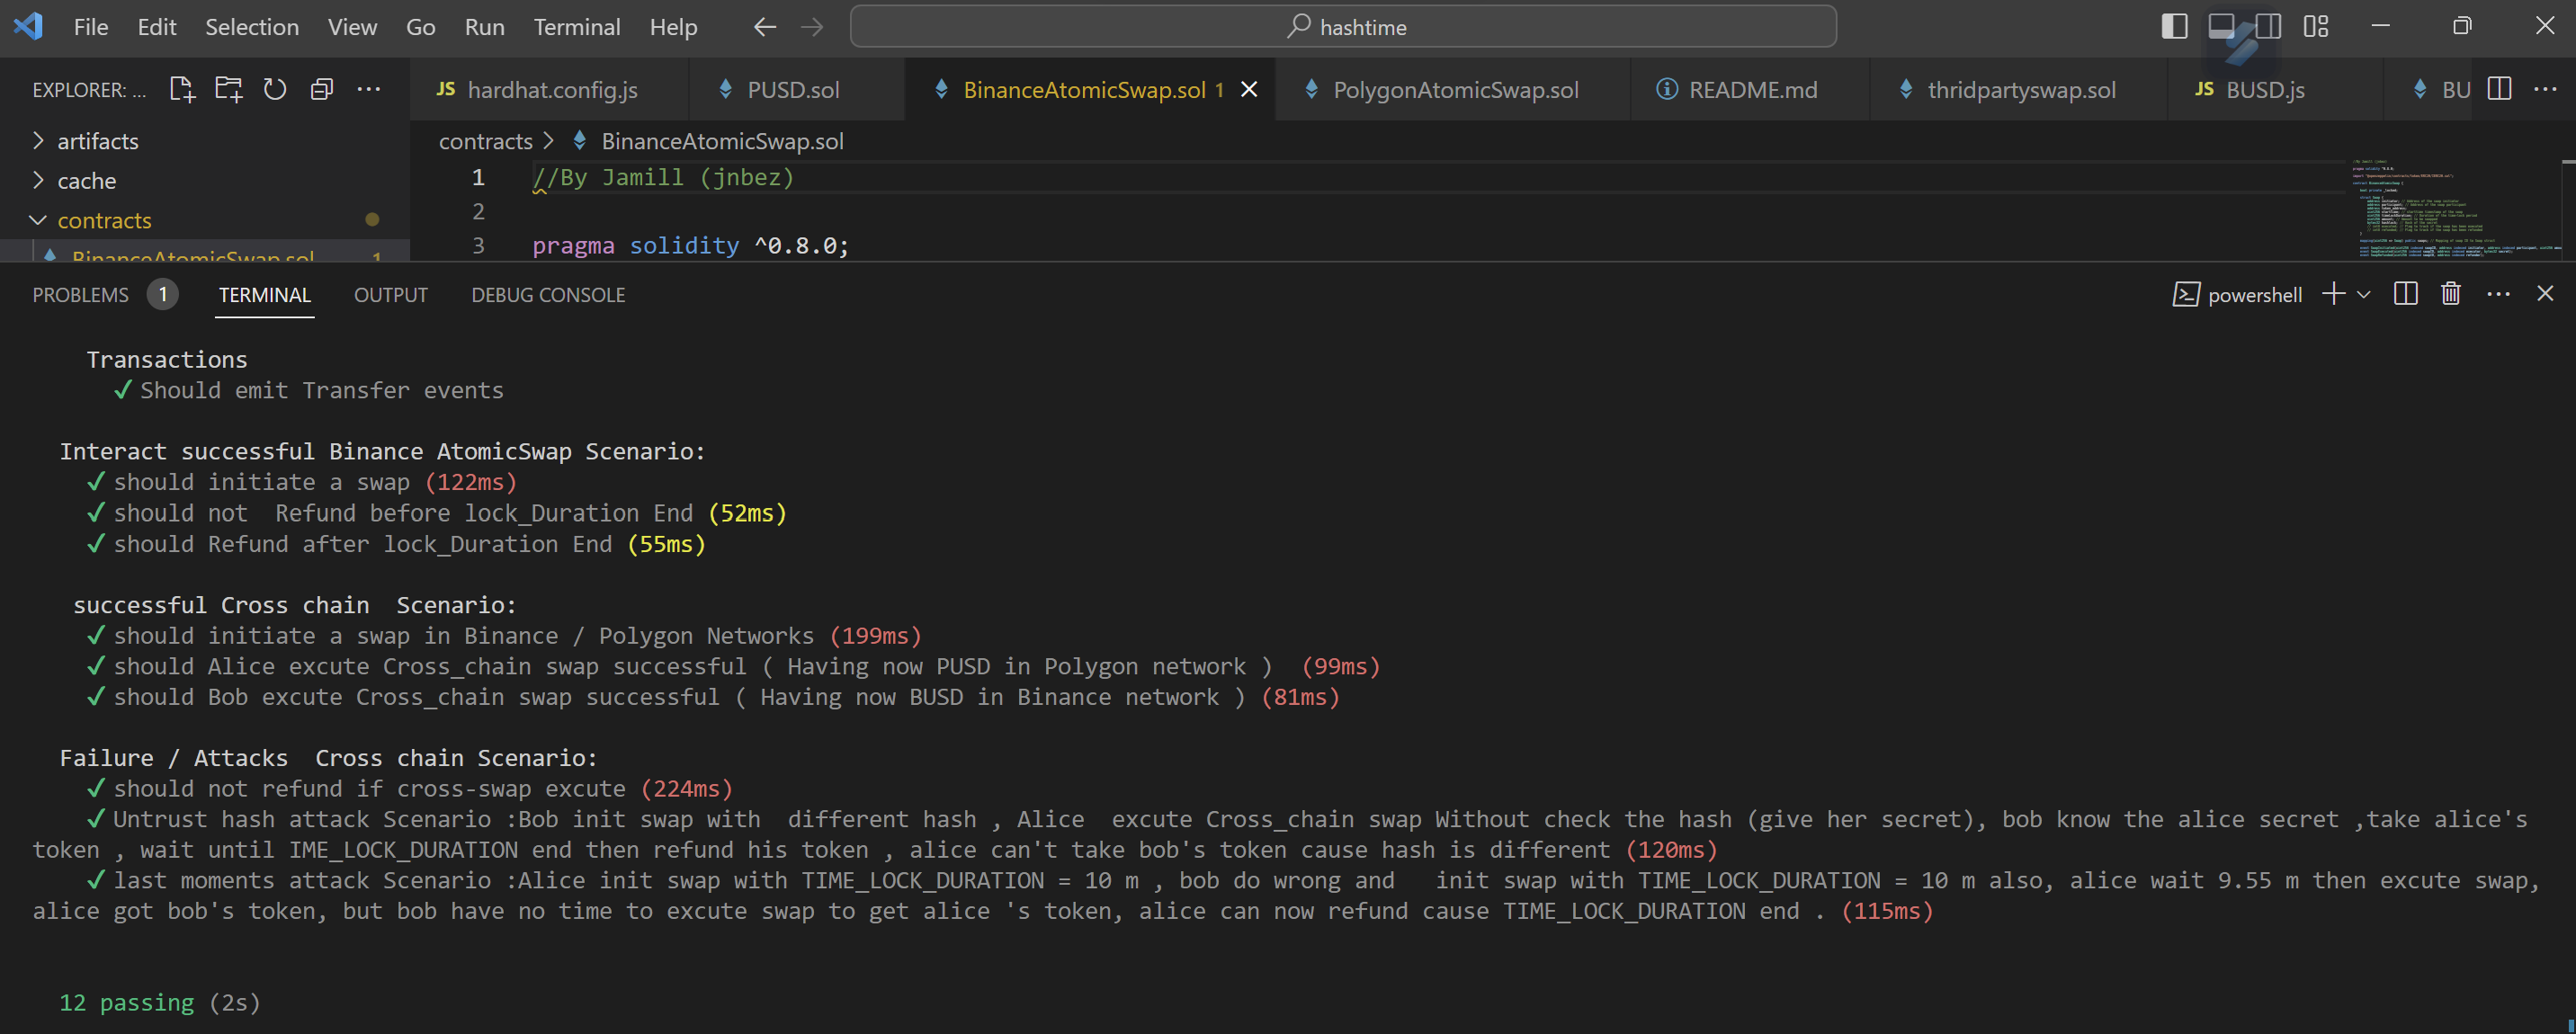 File Edit Selection View Go Run Terminal Help hashtime
EXPLORER: ... JS hardhat.config.js PUSD.sol BinanceAtomicSwap.sol 1 PolygonAtomicSwap.sol README.md thridpartyswap.sol JS BUSD.js BU
artifacts
cache
contracts
BinanceAtomicSwap.sol 1
contracts > BinanceAtomicSwap.sol
1 //By Jamill (jnbez)
2
3 pragma solidity ^0.8.0;
PROBLEMS 1 TERMINAL OUTPUT DEBUG CONSOLE powershell
Transactions
✓ Should emit Transfer events
Interact successful Binance AtomicSwap Scenario:
✓ should initiate a swap (122ms)
✓ should not  Refund before lock_Duration End (52ms)
✓ should Refund after lock_Duration End (55ms)
successful Cross chain  Scenario:
✓ should initiate a swap in Binance / Polygon Networks (199ms)
✓ should Alice excute Cross_chain swap successful ( Having now PUSD in Polygon network )  (99ms)
✓ should Bob excute Cross_chain swap successful ( Having now BUSD in Binance network ) (81ms)
Failure / Attacks  Cross chain Scenario:
✓ should not refund if cross-swap excute (224ms)
✓ Untrust hash attack Scenario :Bob init swap with  different hash , Alice  excute Cross_chain swap Without check the hash (give her secret), bob know the alice secret ,take alice's
token , wait until IME_LOCK_DURATION end then refund his token , alice can't take bob's token cause hash is different (120ms)
✓ last moments attack Scenario :Alice init swap with TIME_LOCK_DURATION = 10 m , bob do wrong and   init swap with TIME_LOCK_DURATION = 10 m also, alice wait 9.55 m then excute swap,
alice got bob's token, but bob have no time to excute swap to get alice 's token, alice can now refund cause TIME_LOCK_DURATION end . (115ms)
12 passing (2s)